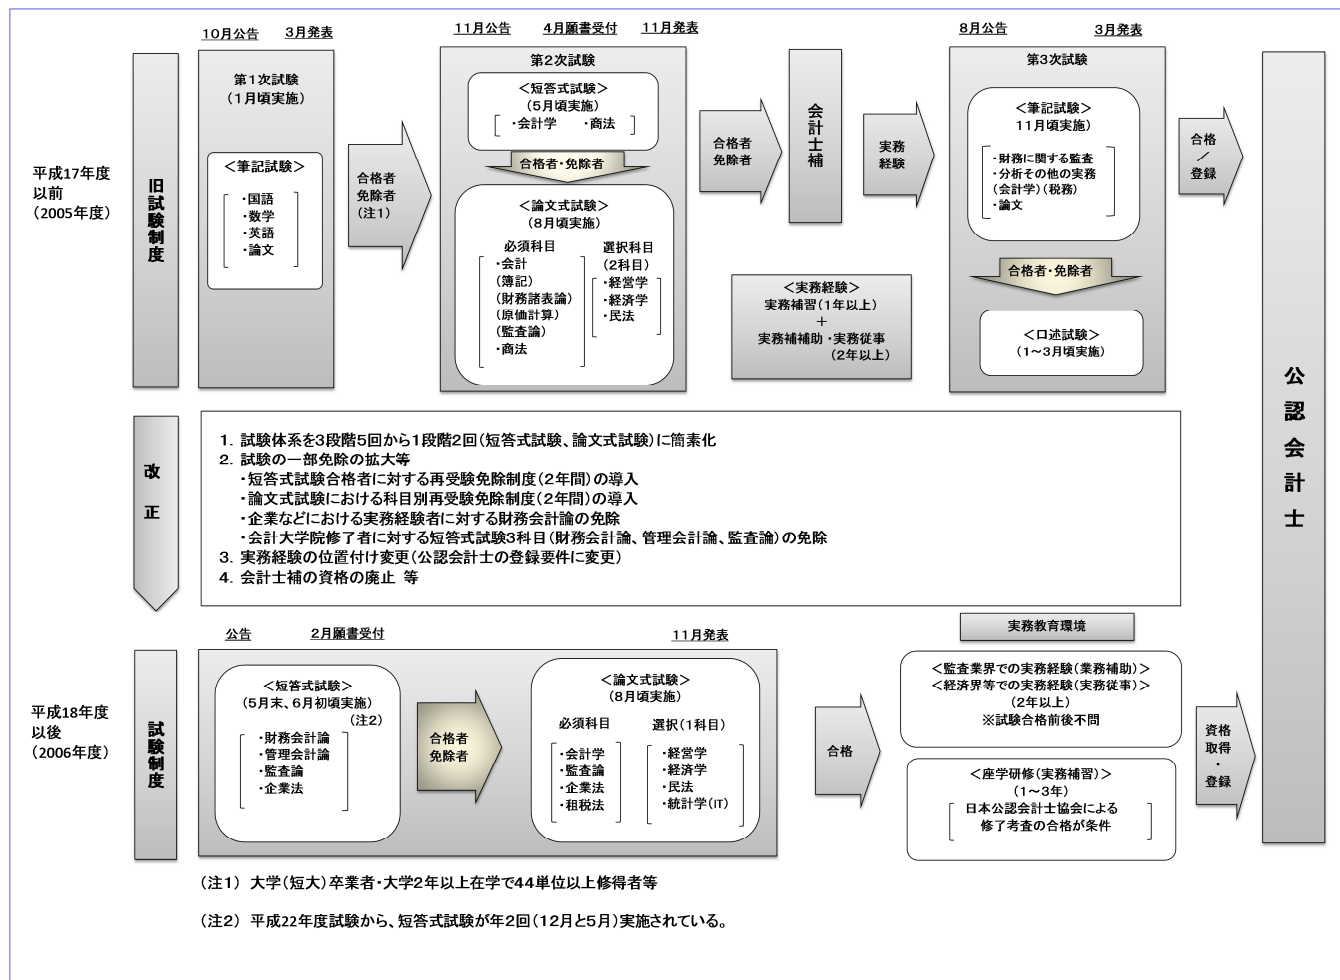 10月公告
3月発表
11月公告
4月願書受付
11月発表
8月公告
3月発表
平成17年度
以前
(2005年度)
旧試験制度
第1次試験
(1月頃実施)
<筆記試験>
・国語
・数学
・英語
・論文
合格者
免除者
(注1)
第2次試験
<短答式試験>
(5月頃実施)
・会計学 ・商法
合格者・免除者
<論文式試験>
(8月頃実施)
必須科目
・会計
(簿記)
(財務諸表論)
(原価計算)
(監査論)
・商法
選択科目
(2科目)
・経営学
・経済学
・民法
合格者
免除者
会計士補
実務
経験
<実務経験>
実務補習(1年以上)
+
実務補補助・実務従事
(2年以上)
第3次試験
<筆記試験>
11月頃実施)
・財務に関する監査
・分析その他の実務
(会計学)(税務)
・論文
合格者・免除者
<口述試験>
(1~3月頃実施)
合格
/
登録
公認会計士
改
正
1. 試験体系を3段階5回から1段階2回(短答式試験、論文式試験)に簡素化
2. 試験の一部免除の拡大等
・短答式試験合格者に対する再受験免除制度(2年間)の導入
・論文式試験における科目別再受験免除制度(2年間)の導入
・企業などにおける実務経験者に対する財務会計論の免除
・会計大学院修了者に対する短答式試験3科目(財務会計論、管理会計論、監査論)の免除
3. 実務経験の位置付け変更(公認会計士の登録要件に変更)
4. 会計士補の資格の廃止 等
公告
2月願書受付
11月発表
平成18年度
以後
(2006年度)
試験制度
<短答式試験>
(5月末、6月初頃実施)
(注2)
・財務会計論
・管理会計論
・監査論
・企業法
合格者
免除者
<論文式試験>
(8月頃実施)
必須科目
・会計学
・監査論
・企業法
・租税法
選択(1科目)
・経営学
・経済学
・民法
・統計学(IT)
合格
実務教育環境
<監査業界での実務経験(業務補助)>
<経済界等での実務経験(実務従事)>
(2年以上)
※試験合格前後不問
<座学研修(実務補習)>
(1~3年)
日本公認会計士協会による
修了考査の合格が条件
資格
取得
・
登録
(注1) 大学(短大)卒業者・大学2年以上在学で44単位以上修得者等
(注2) 平成22年度試験から、短答式試験が年2回(12月と5月)実施されている。